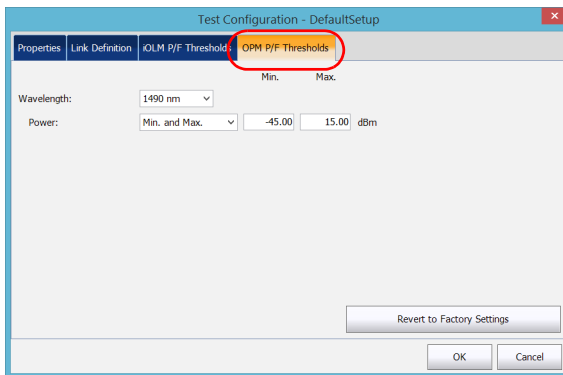 Test Configuration - DefaultSetup
Properties Link Definition iOLM P/F Thresholds OPM P/F Thresholds
Min. Max.
Wavelength: 1490 nm
Power: Min. and Max. -45.00 15.00 dBm
Revert to Factory Settings
OK Cancel